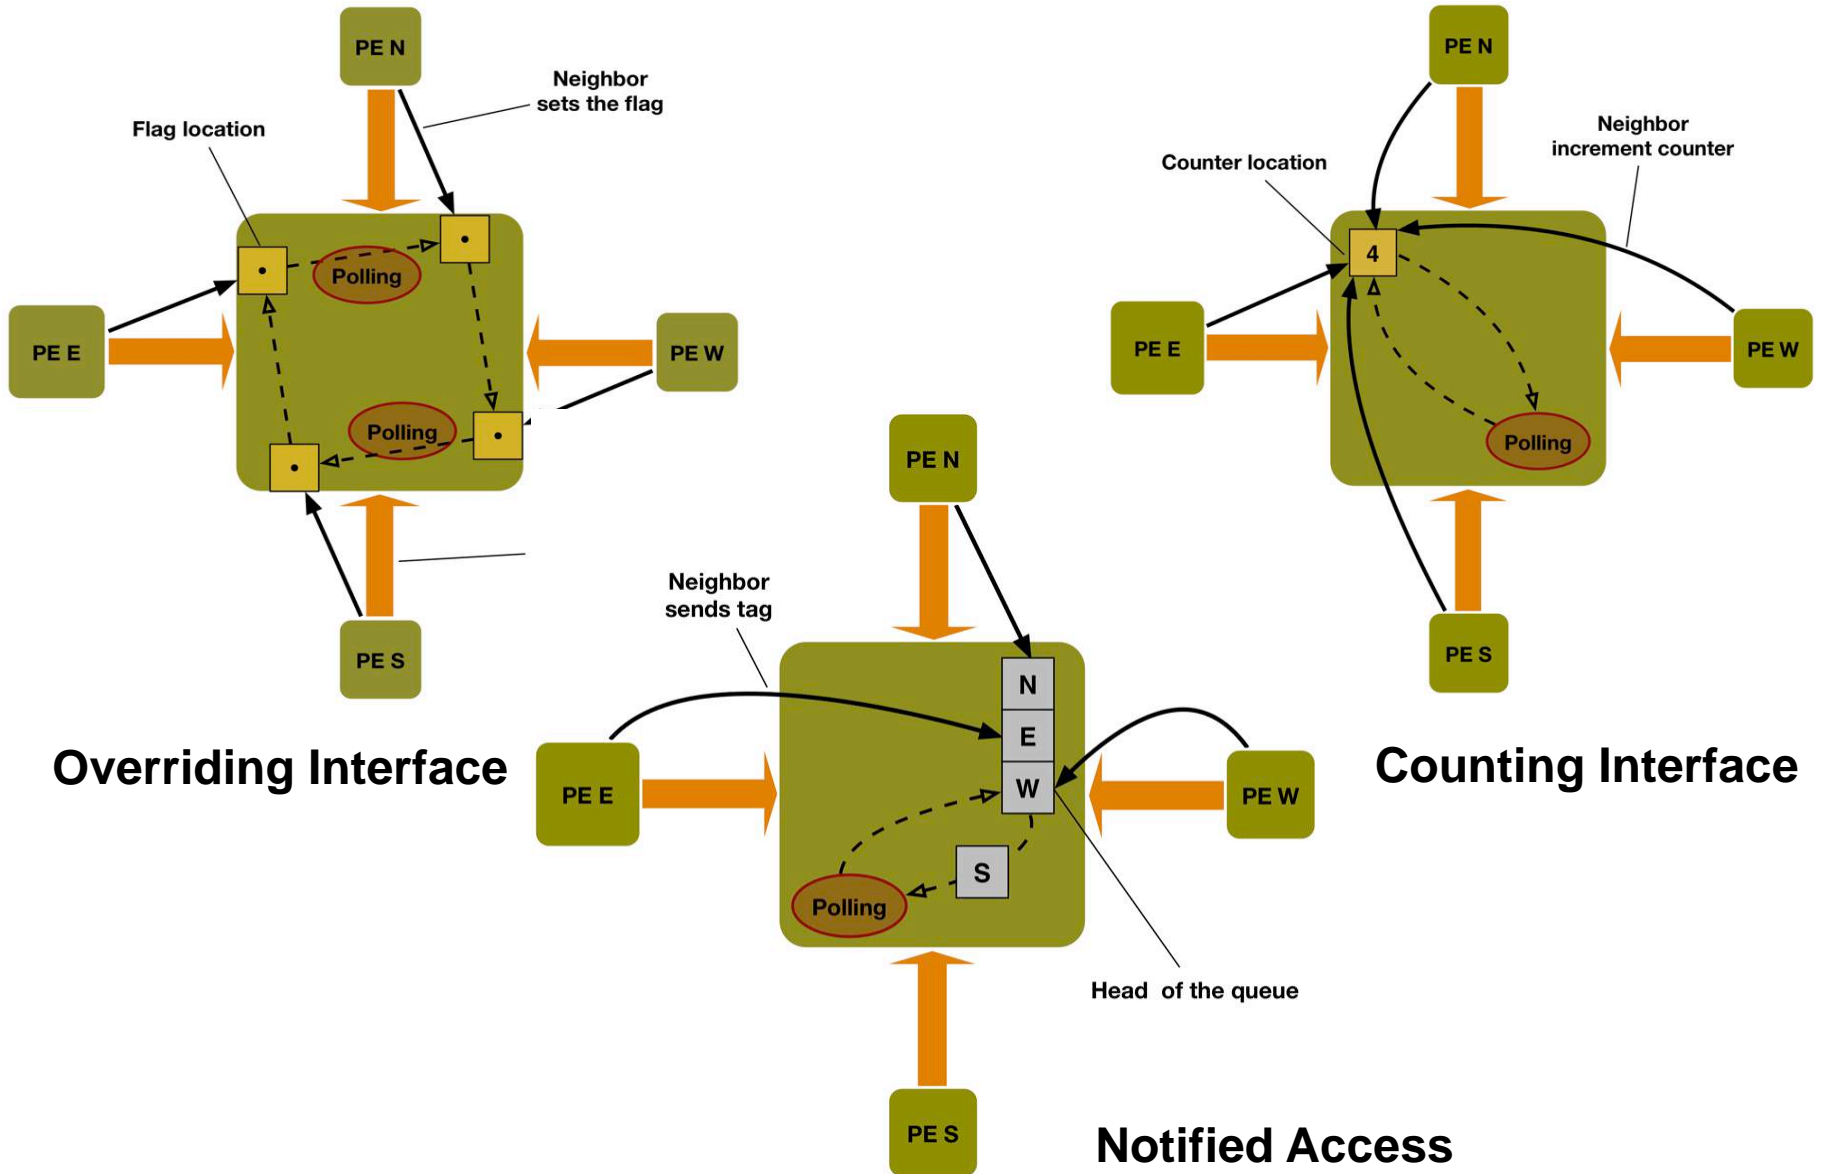 PE N
Neighbor
sets the flag
Flag location
Polling
PE E
PE W
Polling
PE S
Overriding Interface
PE N
Neighbor
increment counter
Counter location
4
PE E
PE W
Polling
PE S
Counting Interface
PE N
Neighbor
sends tag
N
E
W
PE E
PE W
S
Polling
Head of the queue
PE S
Notified Access